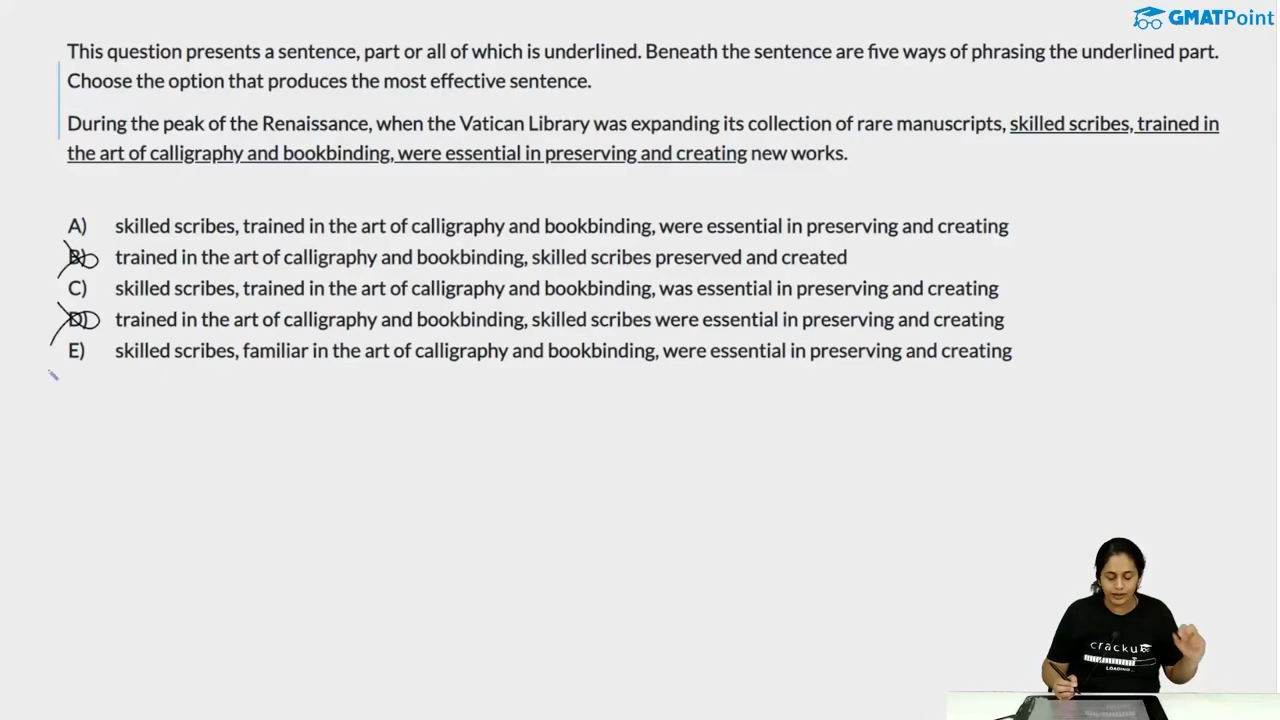 GMATPoint
This question presents a sentence, part or all of which is underlined. Beneath the sentence are five ways of phrasing the underlined part.
Choose the option that produces the most effective sentence.
During the peak of the Renaissance, when the Vatican Library was expanding its collection of rare manuscripts, skilled scribes, trained in
the art of calligraphy and bookbinding, were essential in preserving and creating new works.
A) skilled scribes, trained in the art of calligraphy and bookbinding, were essential in preserving and creating
B) trained in the art of calligraphy and bookbinding, skilled scribes preserved and created
C) skilled scribes, trained in the art of calligraphy and bookbinding, was essential in preserving and creating
D) trained in the art of calligraphy and bookbinding, skilled scribes were essential in preserving and creating
E) skilled scribes, familiar in the art of calligraphy and bookbinding, were essential in preserving and creating
cracku
LOADING...